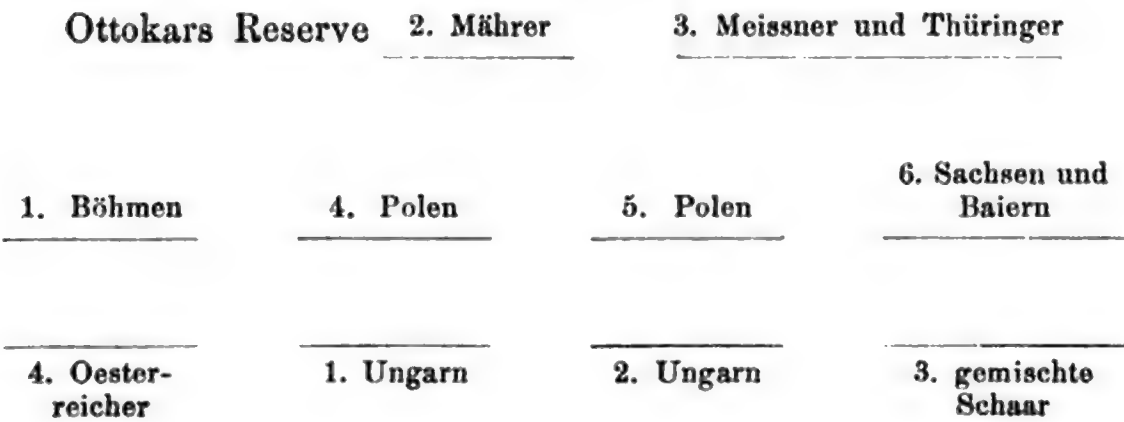 Ottokars Reserve 2. Mährer 3. Meissner und Thüringer
1. Böhmen 4. Polen 5. Polen 6. Sachsen und
Baiern
4. Oester- 1. Ungarn 2. Ungarn 3. gemischte
reicher Schaar